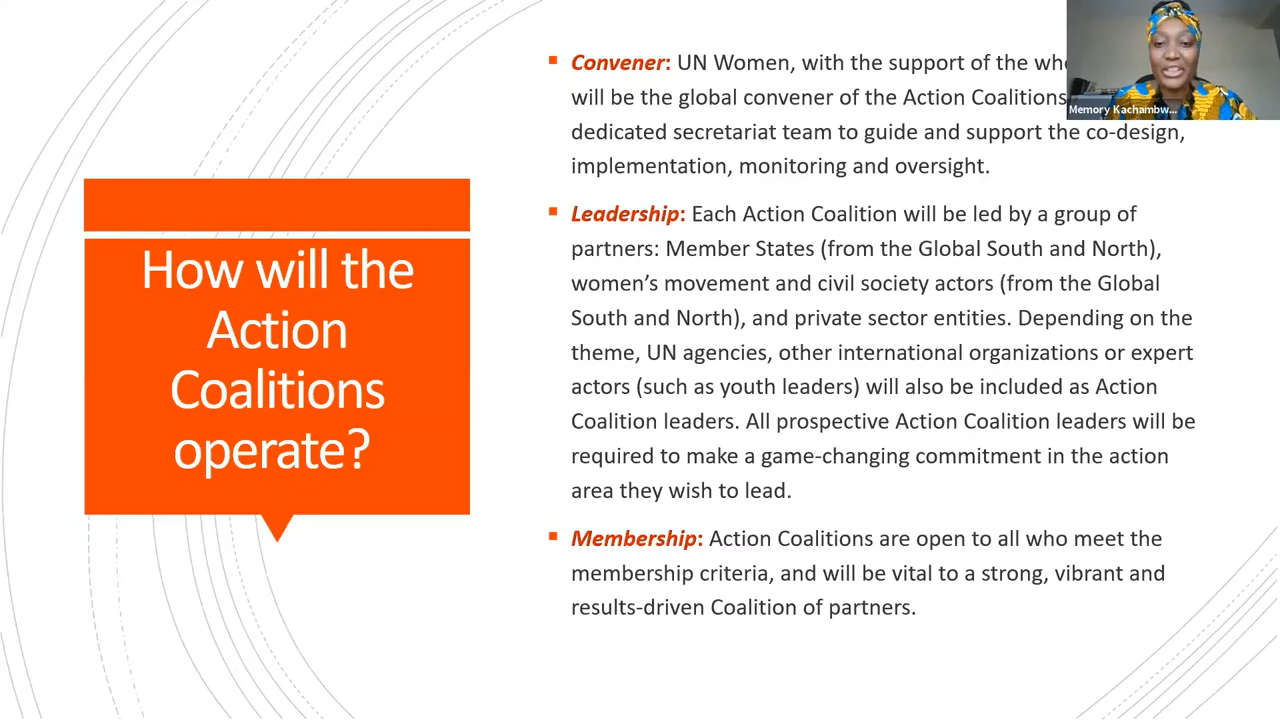 How will the
Action
Coalitions
operate?
Convener: UN Women, with the support of the
will be the global convener of the Action Coalitions
dedicated secretariat team to guide and support the co-design,
implementation, monitoring and oversight.
Leadership: Each Action Coalition will be led by a group of
partners: Member States (from the Global South and North),
women's movement and civil society actors (from the Global
South and North), and private sector entities. Depending on the
theme, UN agencies, other international organizations or expert
actors (such as youth leaders) will also be included as Action
Coalition leaders. All prospective Action Coalition leaders will be
required to make a game-changing commitment in the action
area they wish to lead.
Membership: Action Coalitions are open to all who meet the
membership criteria, and will be vital to a strong, vibrant and
results-driven Coalition of partners.
Memory Kachambw...